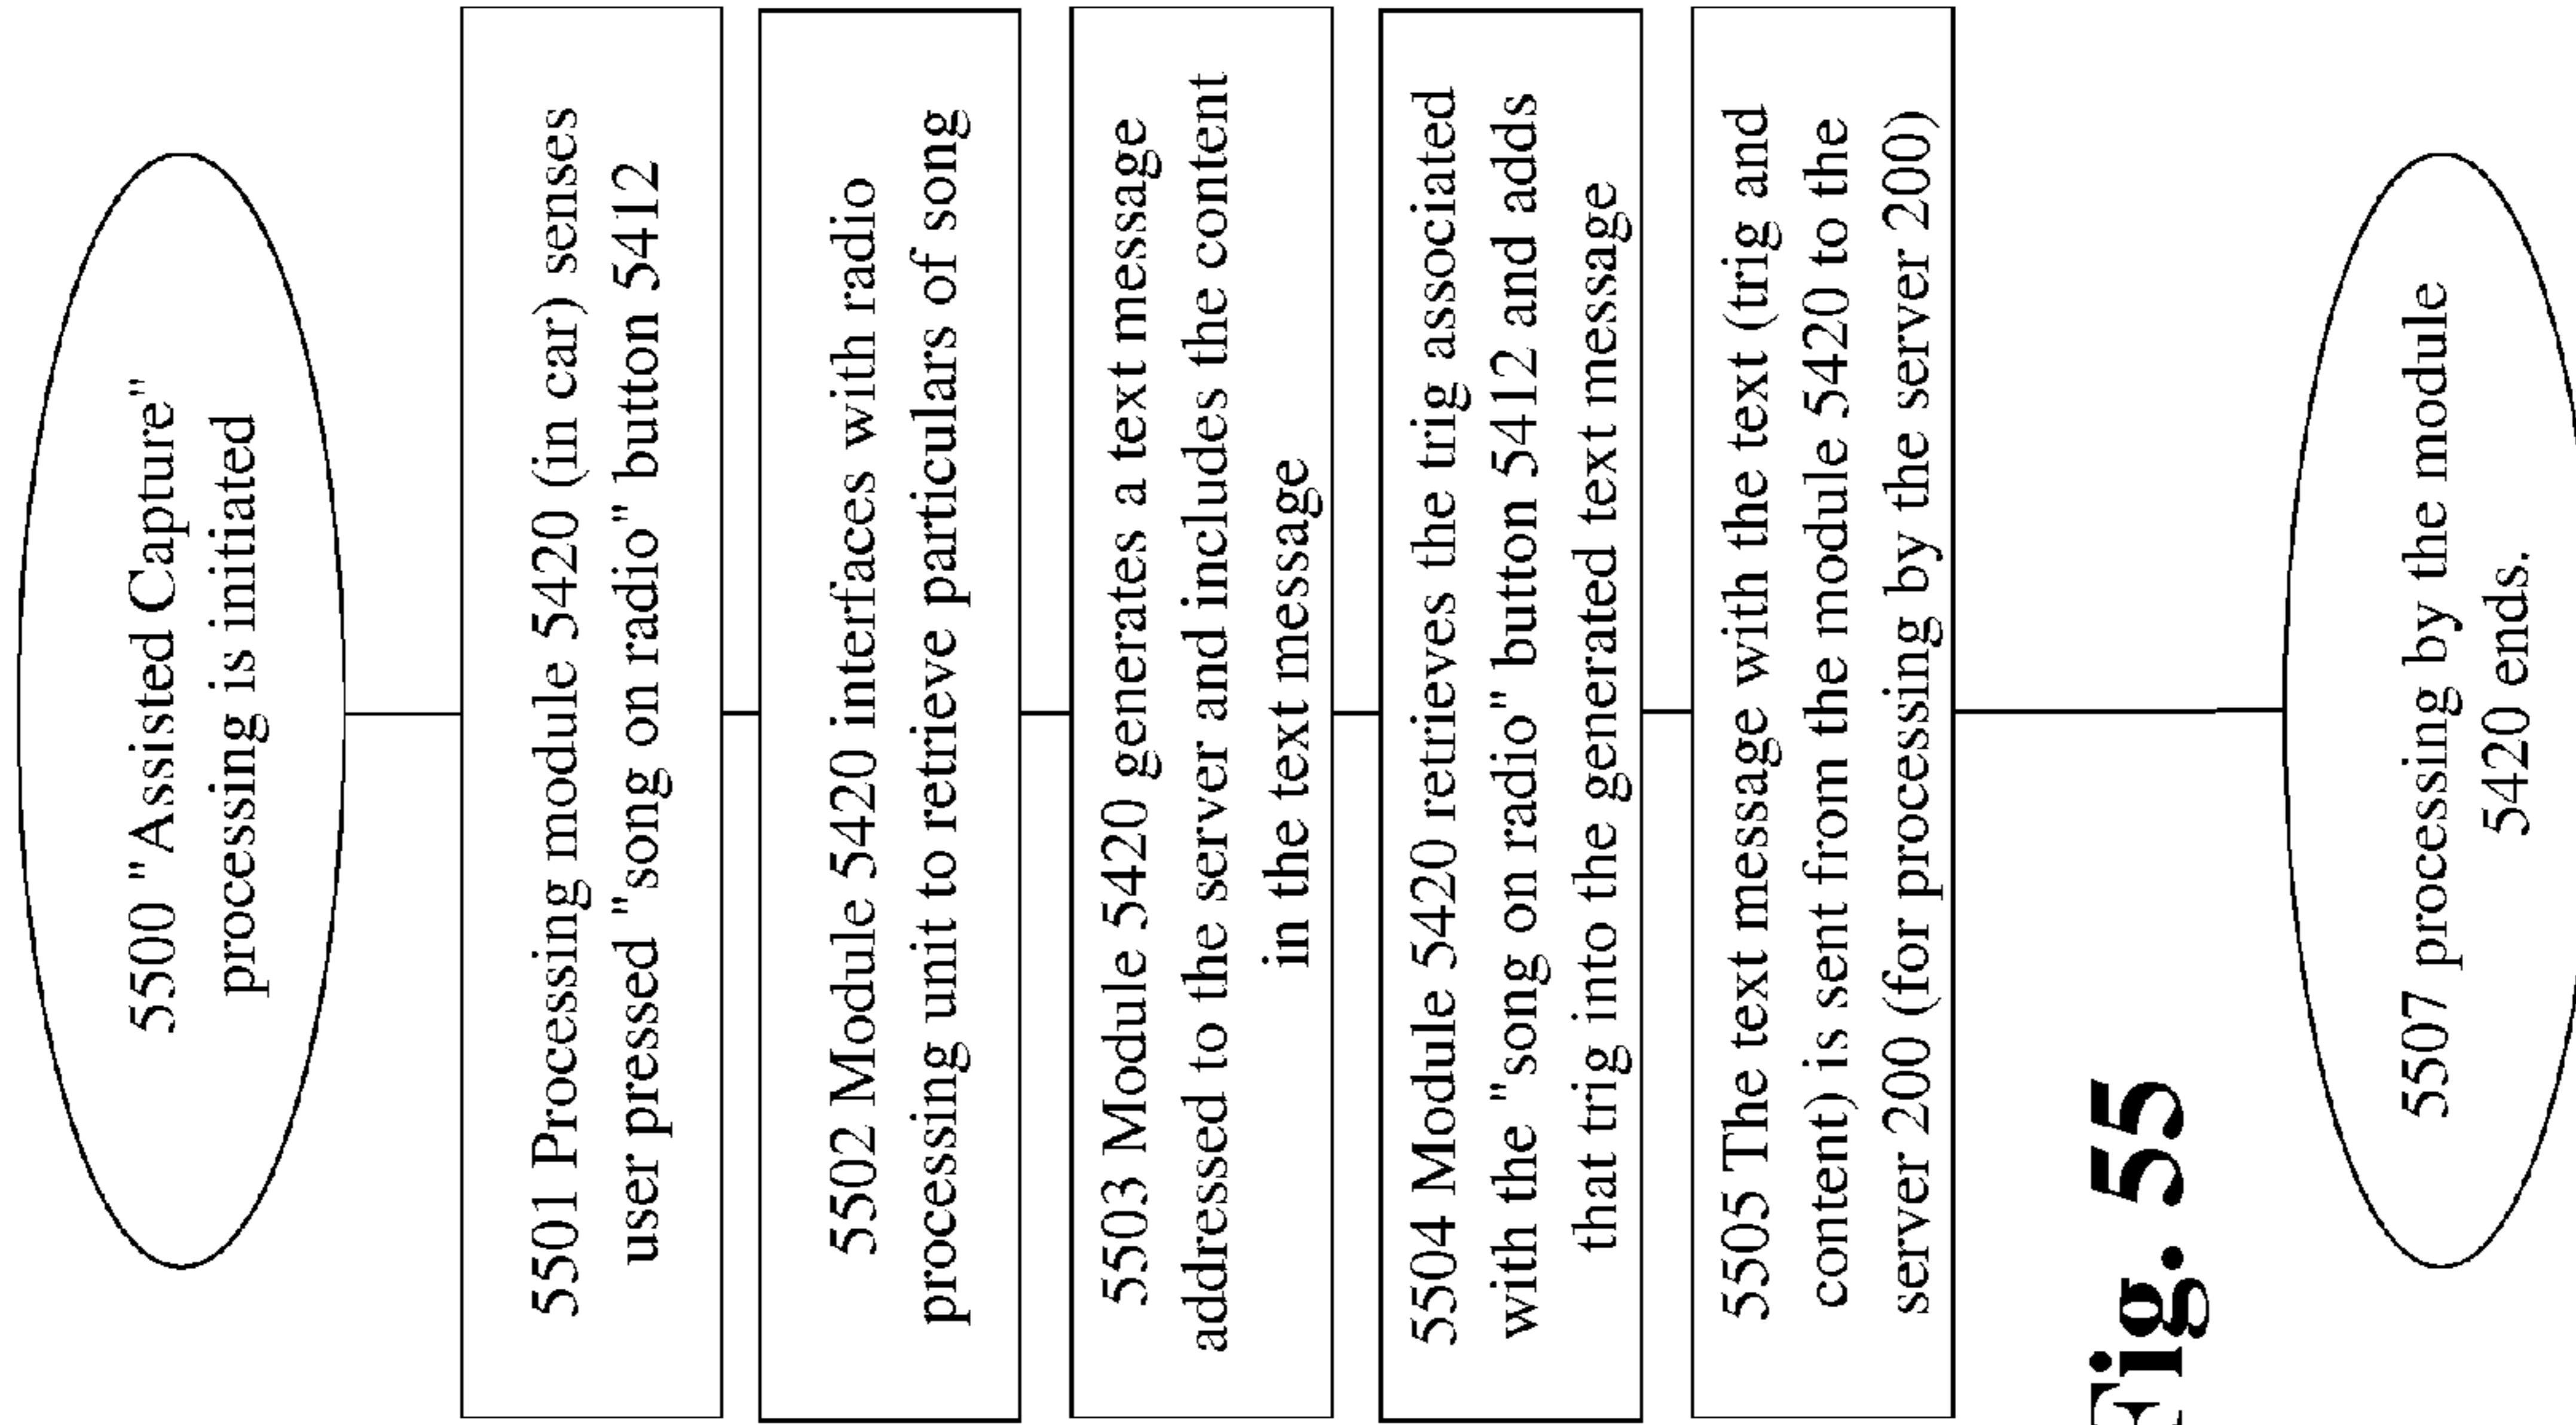 5500 "Assisted Capture"
processing is initiated
5501 Processing module 5420 (in car) senses
user pressed "song on radio" button 5412
5502 Module 5420 interfaces with radio
processing unit to retrieve particulars of song
5503 Module 5420 generates a text message
addressed to the server and includes the content
in the text message
5504 Module 5420 retrieves the trig associated
with the "song on radio" button 5412 and adds
that trig into the generated text message
5505 The text message with the text (trig and
content) is sent from the module 5420 to the
server 200 (for processing by the server 200)
Fig. 55
5507 processing by the module
5420 ends.